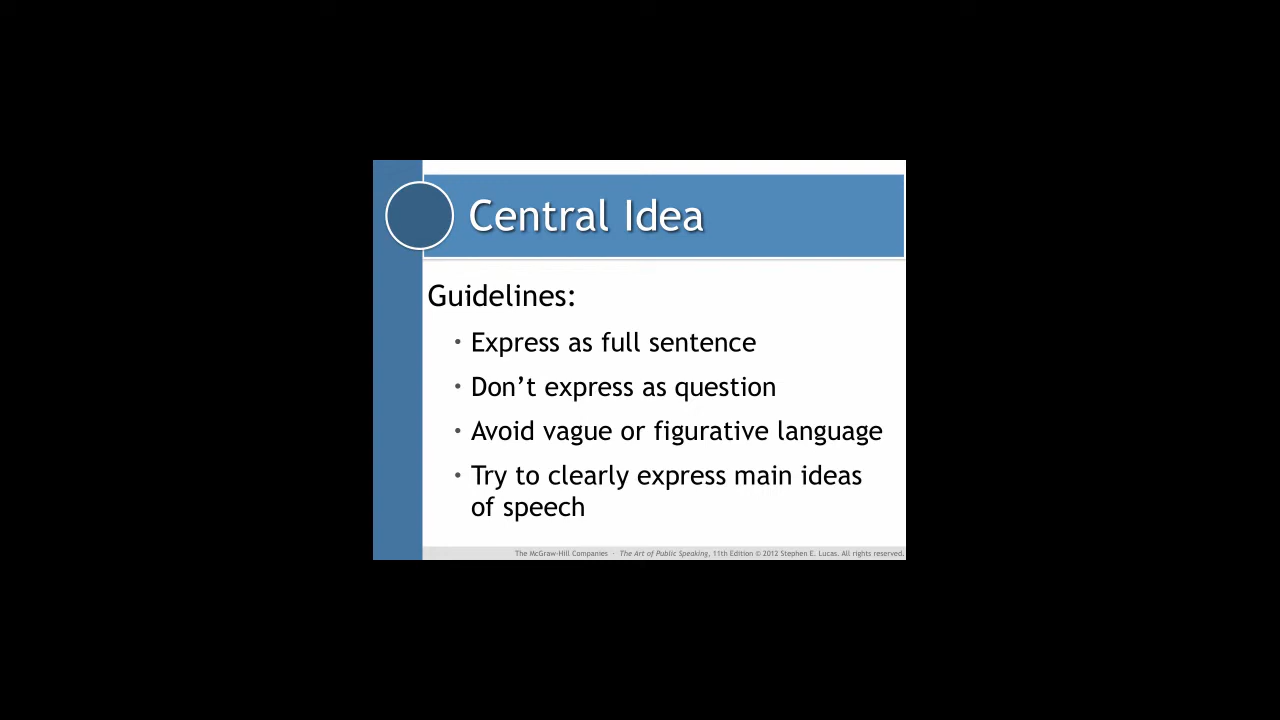 Central Idea
Guidelines:
• Express as full sentence
• Don’t express as question
• Avoid vague or figurative language
• Try to clearly express main ideas
of speech
The McGraw-Hill Companies · The Art of Public Speaking, 11th Edition © 2012 Stephen E. Lucas. All rights reserved.